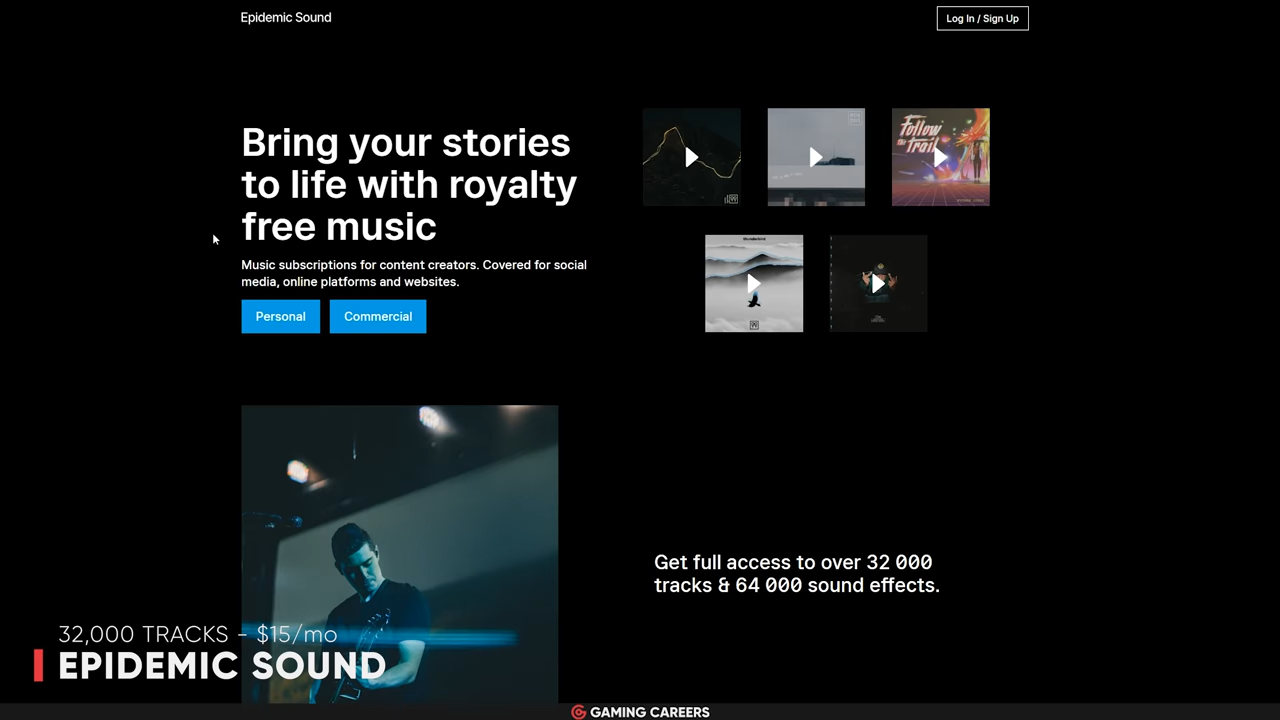 Epidemic Sound
Log In / Sign Up
Bring your stories
to life with royalty
free music
Music subscriptions for content creators. Covered for social
media, online platforms and websites.
Personal
Commercial
Follow
the Trail
Get full access to over 32 000
tracks & 64 000 sound effects.
32,000 TRACKS - $15/mo
EPIDEMIC SOUND
GAMING CAREERS